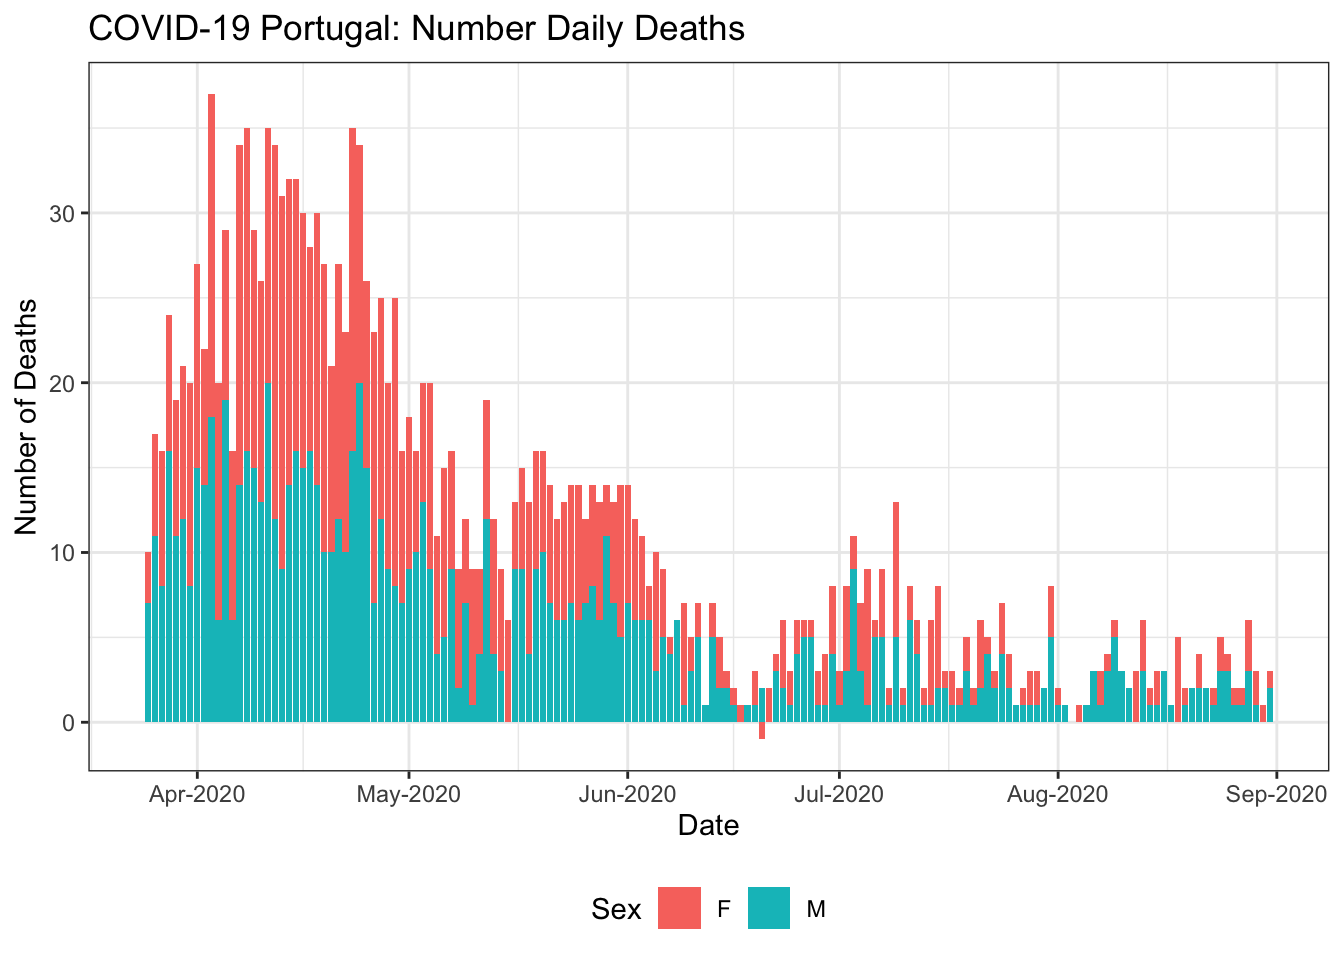 COVID-19 Portugal: Number Daily Deaths
Number of Deaths
30
20
10
0
Apr-2020 May-2020 Jun-2020 Jul-2020 Aug-2020 Sep-2020
Date
Sex F M